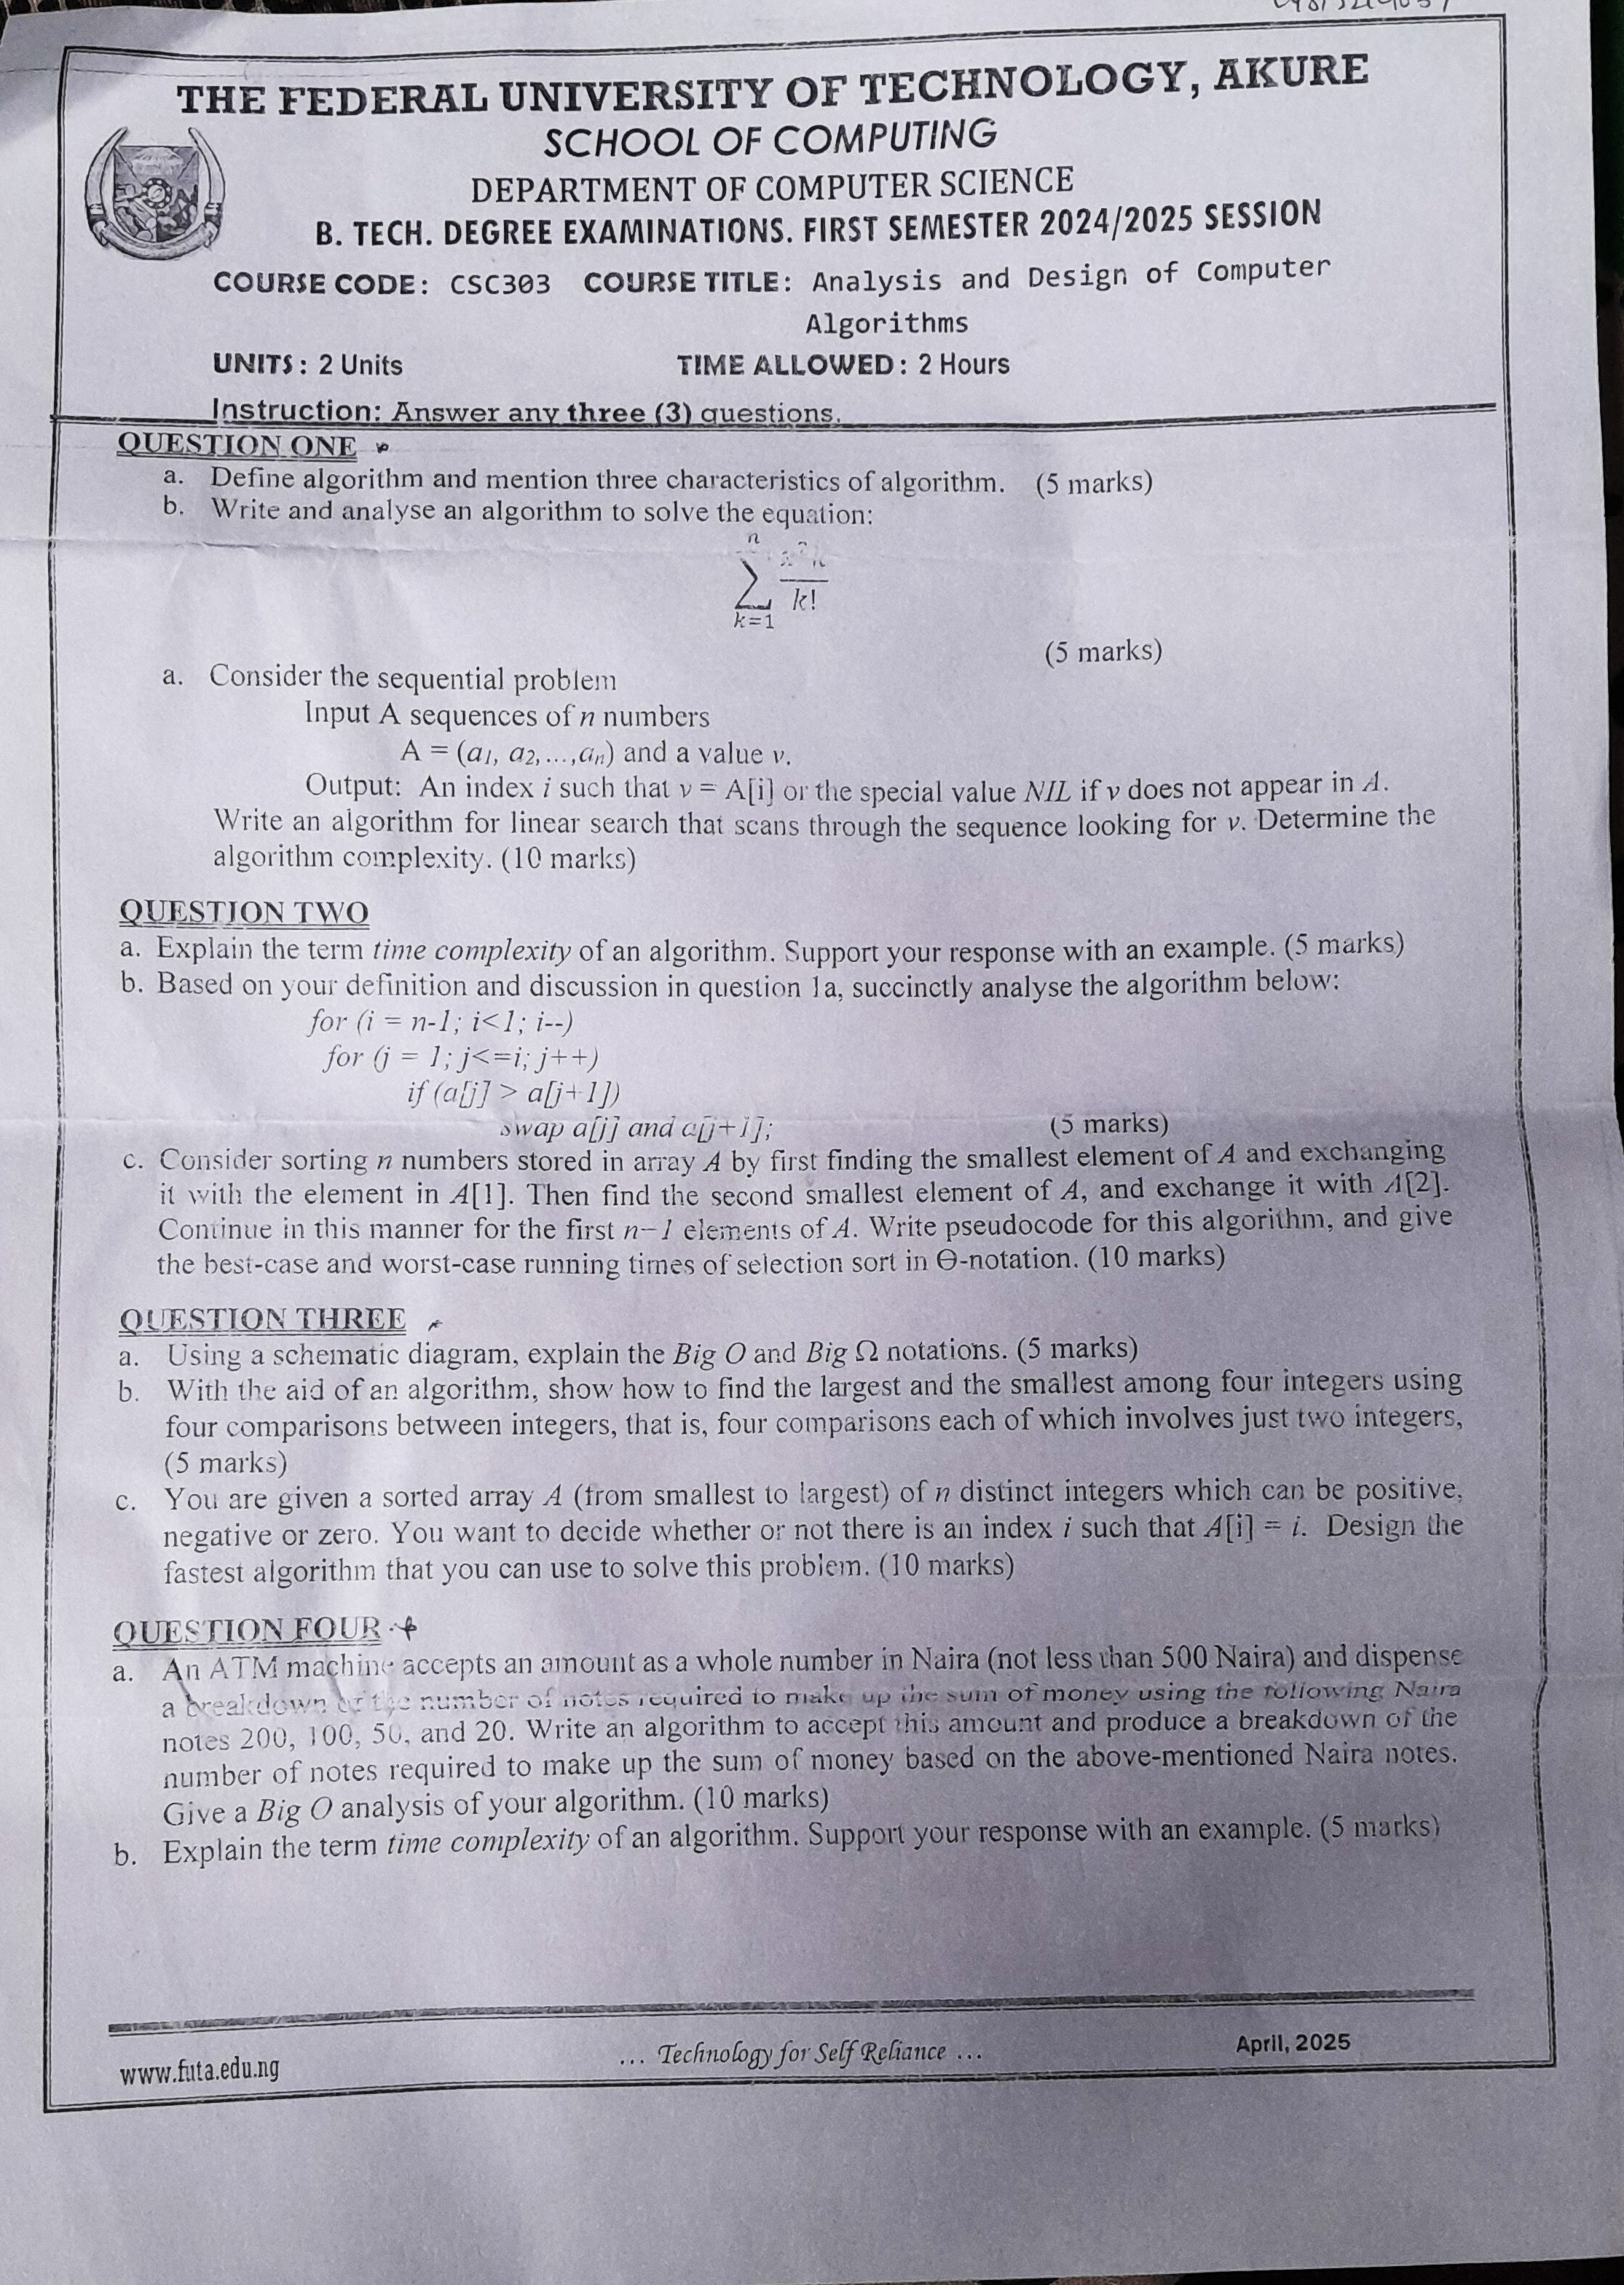 THE FEDERAL UNIVERSITY OF TECHNOLOGY, AKURE
SCHOOL OF COMPUTING
DEPARTMENT OF COMPUTER SCIENCE
B. TECH. DEGREE EXAMINATIONS. FIRST SEMESTER 2024/2025 SESSION
COURSE CODE: CSC303 COURSE TITLE: Analysis and Design of Computer
Algorithms
UNITS: 2 Units TIME ALLOWED: 2 Hours
Instruction: Answer any three (3) questions.
QUESTION ONE
a. Define algorithm and mention three characteristics of algorithm. (5 marks)
b. Write and analyse an algorithm to solve the equation:
n
∑
k!
k=1
(5 marks)
a. Consider the sequential problem
Input A sequences of n numbers
A = (a1, a2, ...,an) and a value v.
Output: An index i such that v = A[i] or the special value NIL if v does not appear in A.
Write an algorithm for linear search that scans through the sequence looking for v. Determine the
algorithm complexity. (10 marks)
QUESTION TWO
a. Explain the term time complexity of an algorithm. Support your response with an example. (5 marks)
b. Based on your definition and discussion in question 1a, succinctly analyse the algorithm below:
for (i = n-1; i<1; i--)
for (j = 1; j<=i; j++)
if (a[j] > a[j+1])
swap a[j] and a[j+1]; (5 marks)
c. Consider sorting n numbers stored in array A by first finding the smallest element of A and exchanging
it with the element in A[1]. Then find the second smallest element of A, and exchange it with A[2].
Continue in this manner for the first n−1 elements of A. Write pseudocode for this algorithm, and give
the best-case and worst-case running times of selection sort in Θ-notation. (10 marks)
QUESTION THREE
a. Using a schematic diagram, explain the Big O and Big Ω notations. (5 marks)
b. With the aid of an algorithm, show how to find the largest and the smallest among four integers using
four comparisons between integers, that is, four comparisons each of which involves just two integers,
(5 marks)
c. You are given a sorted array A (from smallest to largest) of n distinct integers which can be positive,
negative or zero. You want to decide whether or not there is an index i such that A[i] = i. Design the
fastest algorithm that you can use to solve this problem. (10 marks)
QUESTION FOUR
a. An ATM machine accepts an amount as a whole number in Naira (not less than 500 Naira) and dispense
a breakdown of the number of notes required to make up the sum of money using the following Naira
notes 200, 100, 50, and 20. Write an algorithm to accept this amount and produce a breakdown of the
number of notes required to make up the sum of money based on the above-mentioned Naira notes.
Give a Big O analysis of your algorithm. (10 marks)
b. Explain the term time complexity of an algorithm. Support your response with an example. (5 marks)
www.futa.edu.ng
... Technology for Self Reliance ...
April, 2025